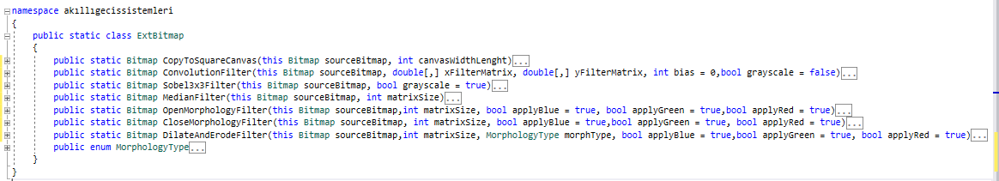 namespace akıllıgecissistemleri
{
public static class ExtBitmap
{
public static Bitmap CopyToSquareCanvas(this Bitmap sourceBitmap, int canvasWidthLenght)...
public static Bitmap ConvolutionFilter(this Bitmap sourceBitmap, double[,] xFilterMatrix, double[,] yFilterMatrix, int bias = 0,bool grayscale = false)...
public static Bitmap Sobel3x3Filter(this Bitmap sourceBitmap, bool grayscale = true)...
public static Bitmap MedianFilter(this Bitmap sourceBitmap, int matrixSize)...
public static Bitmap OpenMorphologyFilter(this Bitmap sourceBitmap,int matrixSize, bool applyBlue = true, bool applyGreen = true,bool applyRed = true)...
public static Bitmap CloseMorphologyFilter(this Bitmap sourceBitmap, int matrixSize, bool applyBlue = true,bool applyGreen = true, bool applyRed = true)...
public static Bitmap DilateAndErodeFilter(this Bitmap sourceBitmap,int matrixSize, MorphologyType morphType, bool applyBlue = true,bool applyGreen = true, bool applyRed = true)...
public enum MorphologyType...
}
}